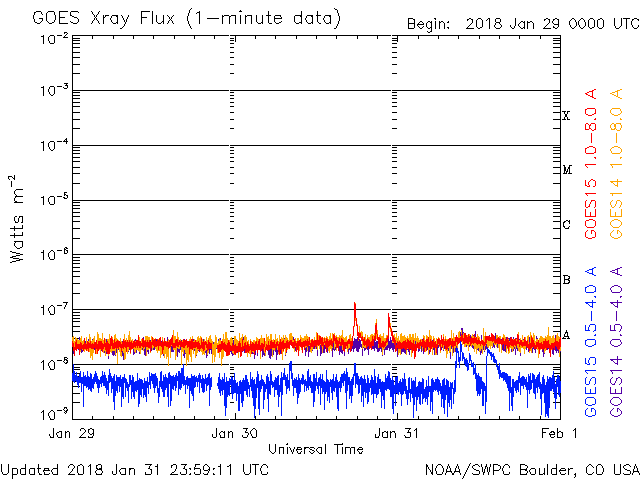 GOES Xray Flux (1-minute data)
Begin: 2018 Jan 29 0000 UTC
10⁻²
10⁻³
10⁻⁴
10⁻⁵
10⁻⁶
10⁻⁷
10⁻⁸
10⁻⁹
Watts m⁻²
X
M
C
B
A
GOES15 1.0-8.0 A
GOES14 1.0-8.0 A
GOES15 0.5-4.0 A
GOES14 0.5-4.0 A
Jan 29
Jan 30
Jan 31
Feb 1
Universal Time
Updated 2018 Jan 31 23:59:11 UTC
NOAA/SWPC Boulder, CO USA